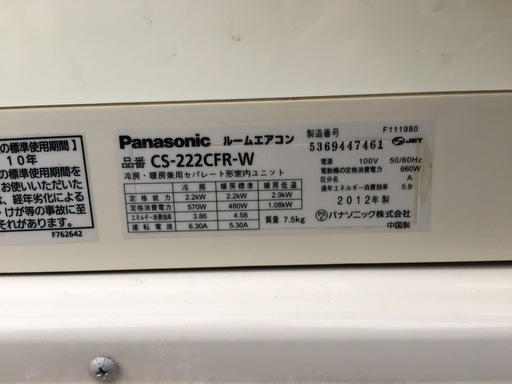 の標準使用期間】
10年
お使いいただいた
は、経年劣化による
けが等の事故に至
F762642
Panasonic ルームエアコン
品番 CS-222CFR-W
冷房・暖房兼用セパレート形室内ユニット
冷房 暖房標準 暖房低温
定格能力 2.2kW 2.2kW 2.9kW
定格消費電力 570W 480W 1.08kW
エネルギー消費効率 3.86 4.58
運転電流 6.30A 5.30A
質量 7.5kg
F111980
製造番号
5369447461 JET
電源 100V 50/60Hz
電動機の定格消費電力 660W
区分名 A
通年エネルギー消費効率 5.9
2012年製
パナソニック株式会社
中国製